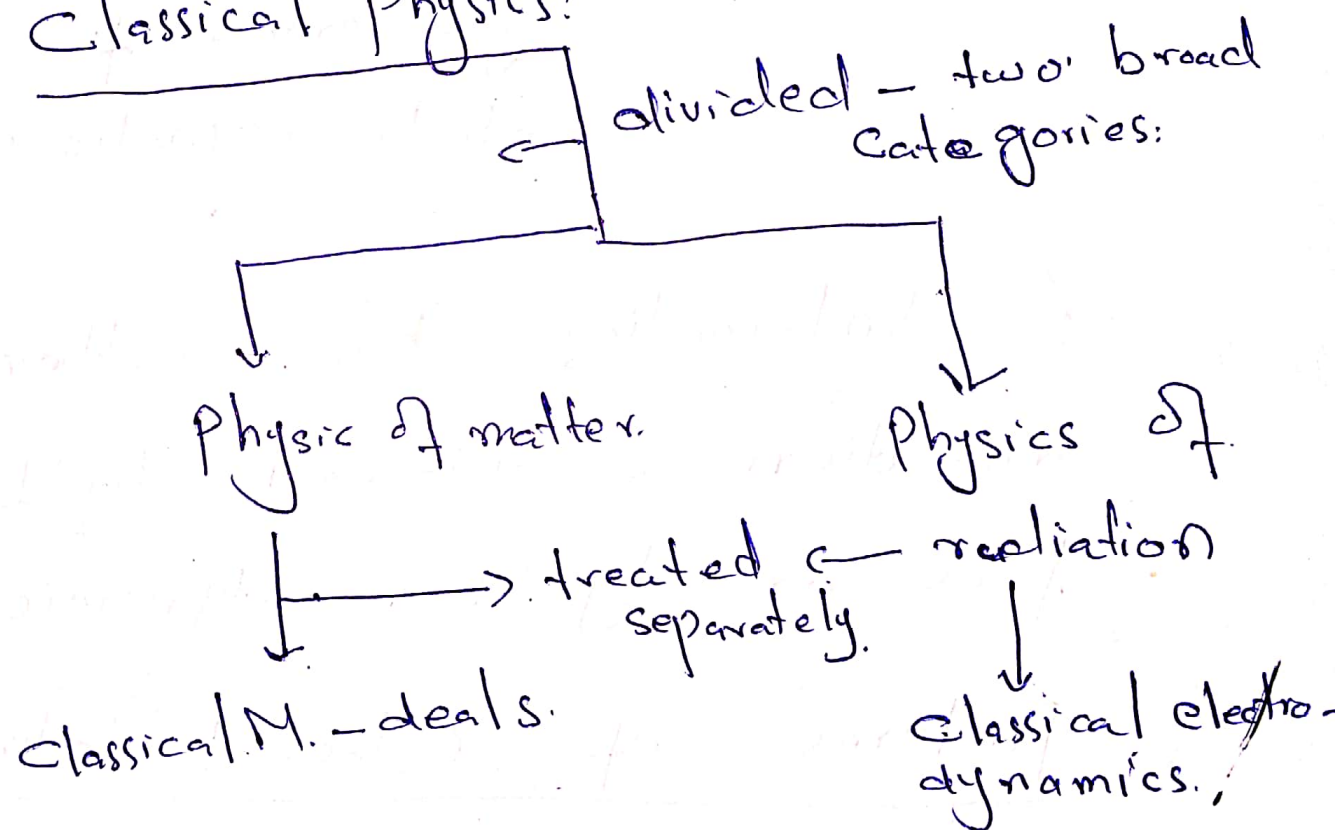 Classical Physics:
divided - two broad
Categories:
Physic of matter.
Physics of
treated radiation
separately.
Classical M. - deals.
Classical electro-
dynamics.